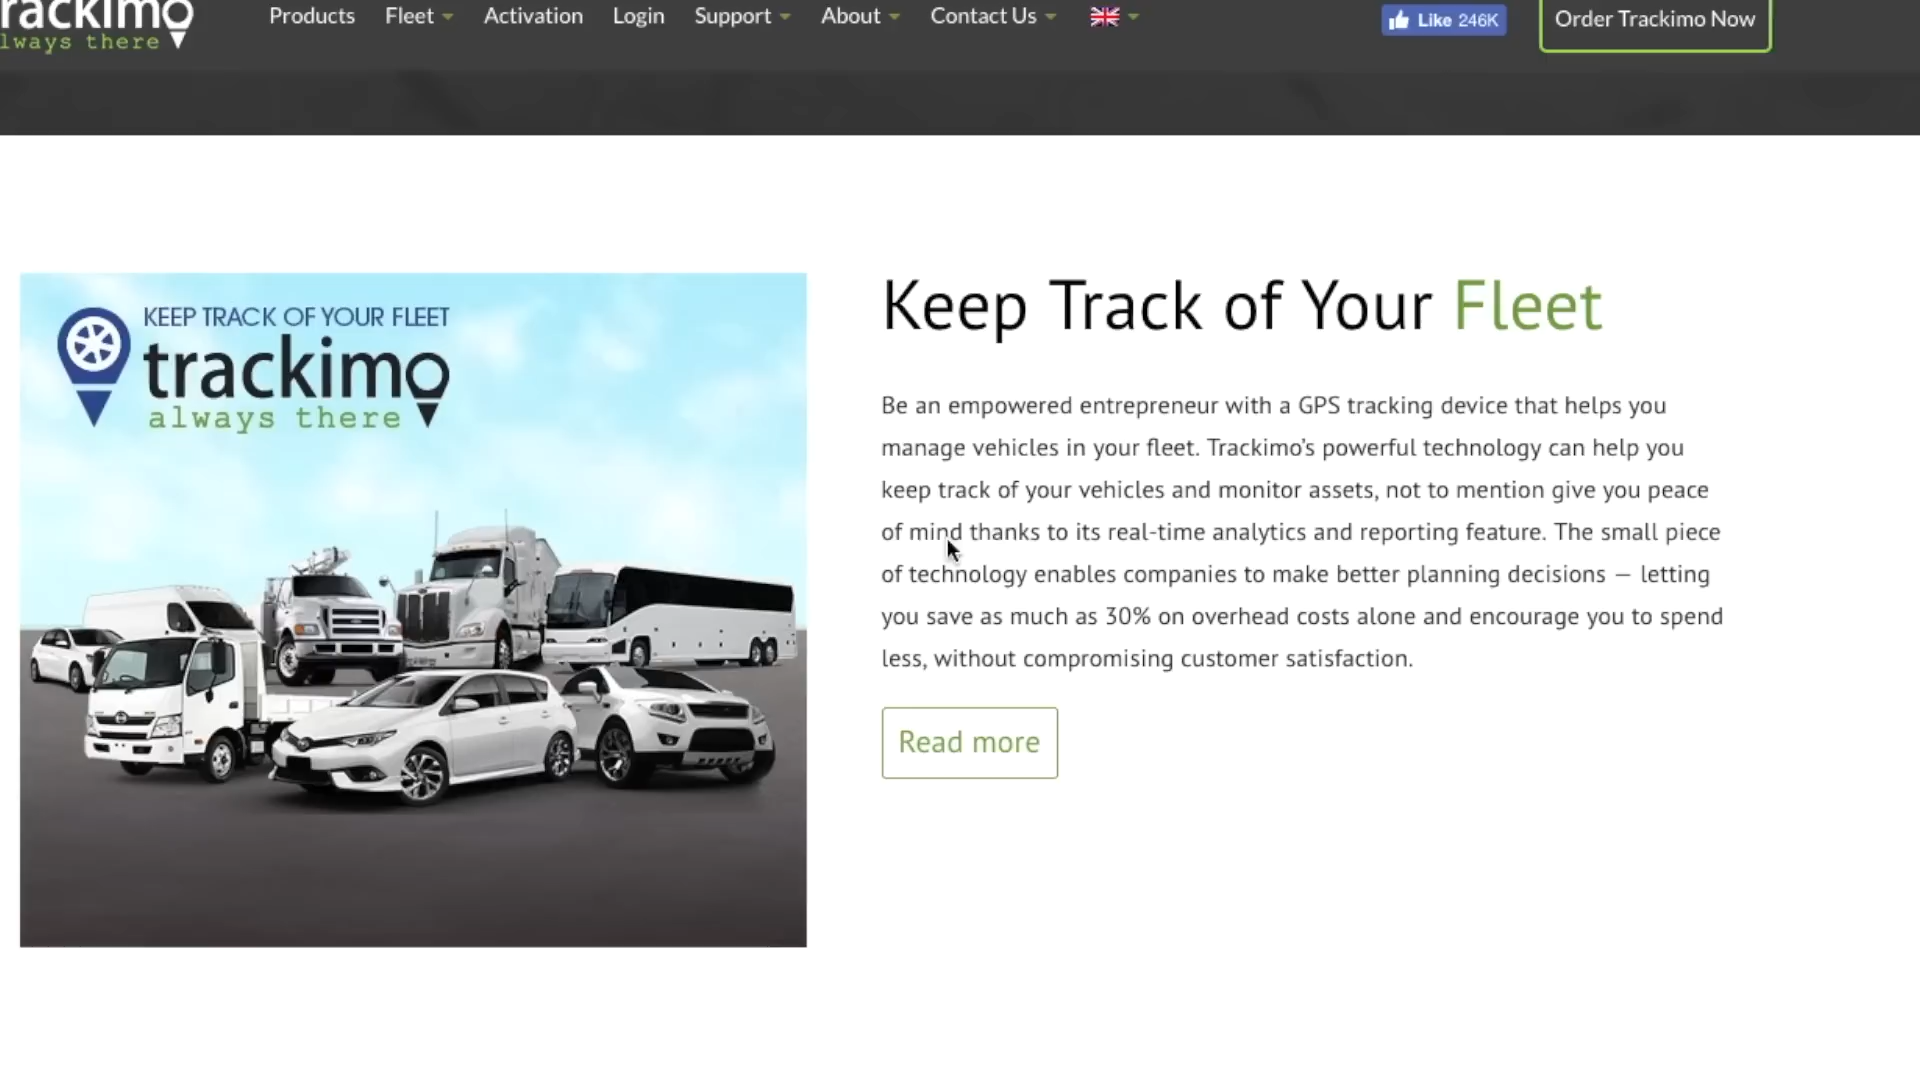 rackimo
lways there
Products
Fleet
Activation
Login
Support
About
Contact Us
Like 246K
Order Trackimo Now
KEEP TRACK OF YOUR FLEET
trackimo
always there
Keep Track of Your Fleet
Be an empowered entrepreneur with a GPS tracking device that helps you
manage vehicles in your fleet. Trackimo’s powerful technology can help you
keep track of your vehicles and monitor assets, not to mention give you peace
of mind thanks to its real-time analytics and reporting feature. The small piece
of technology enables companies to make better planning decisions — letting
you save as much as 30% on overhead costs alone and encourage you to spend
less, without compromising customer satisfaction.
Read more